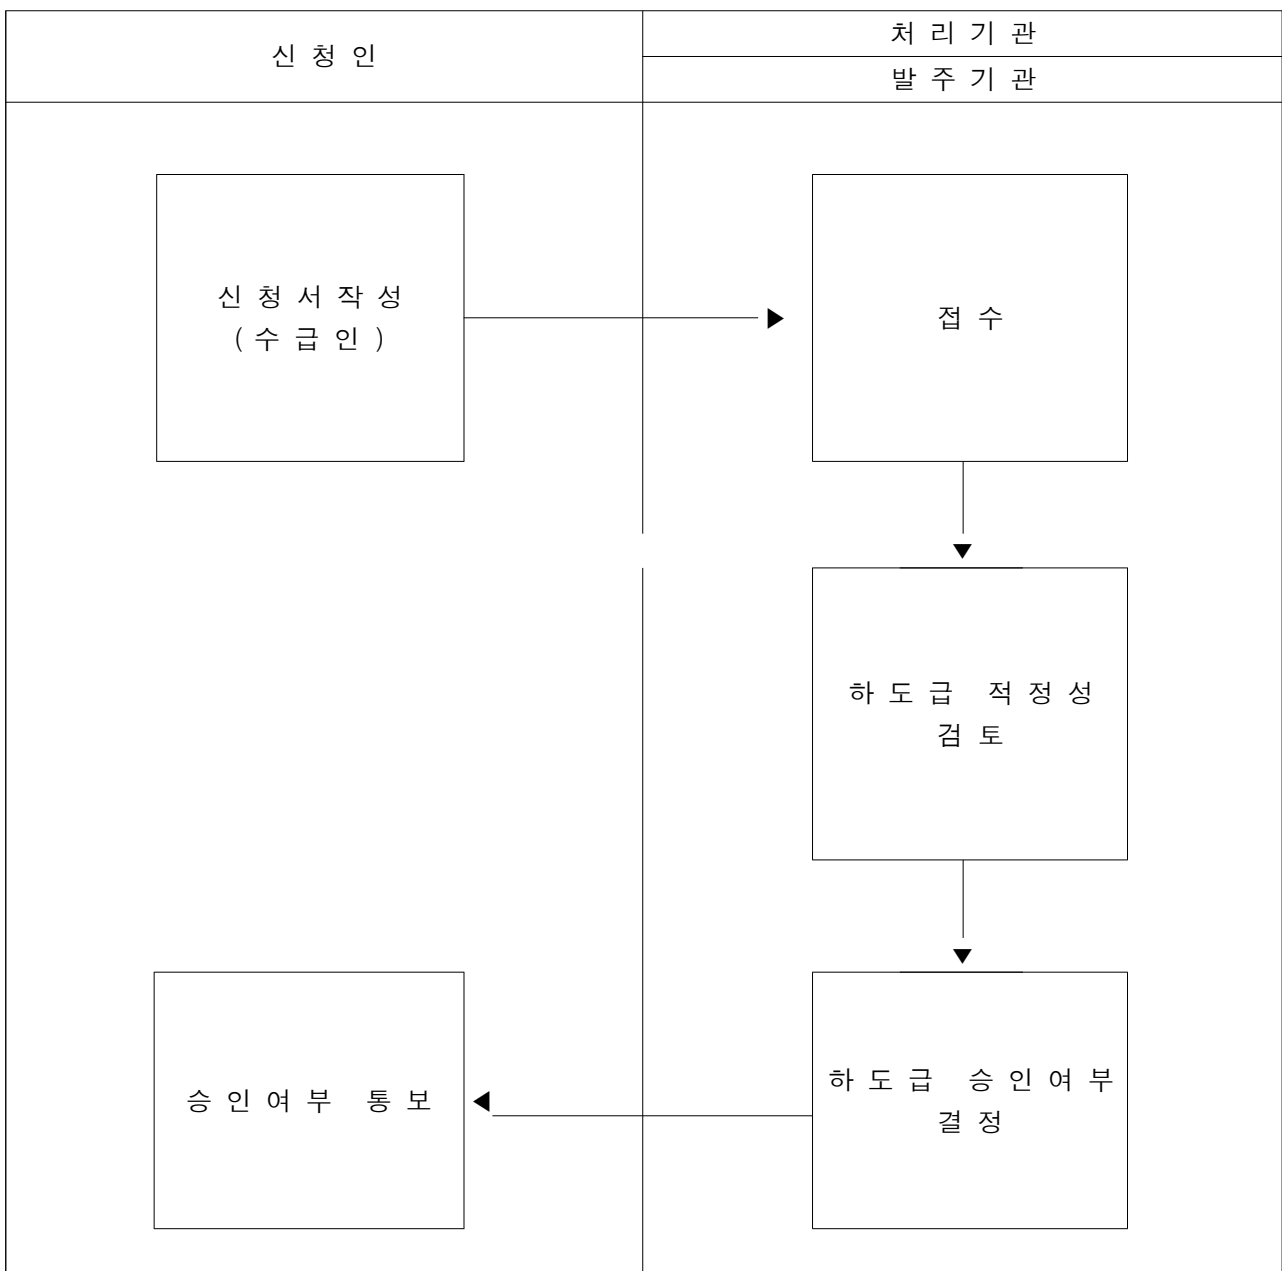 신청인
처리기관
발주기관
신청서작성
(수급인)
접수
하도급 적정성
검토
하도급 승인여부
결정
승인여부 통보